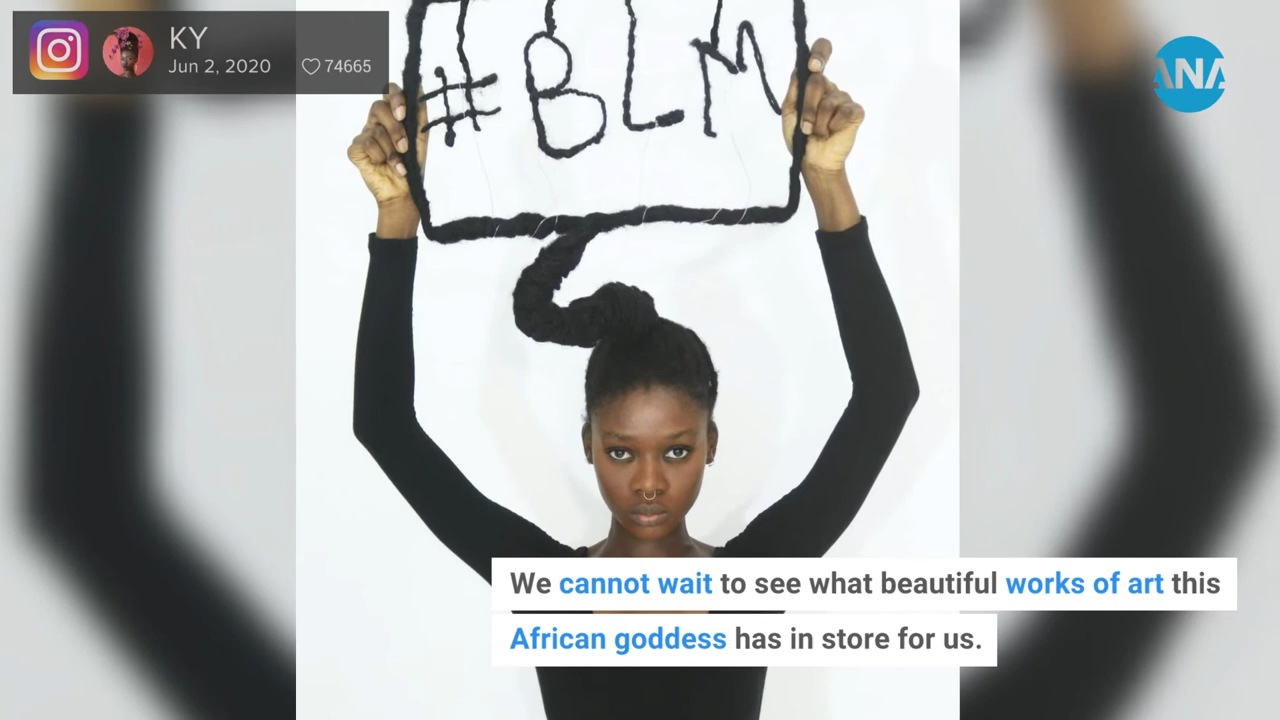 KY
Jun 2, 2020
74665
ANA
#BLM
We cannot wait to see what beautiful works of art this
African goddess has in store for us.